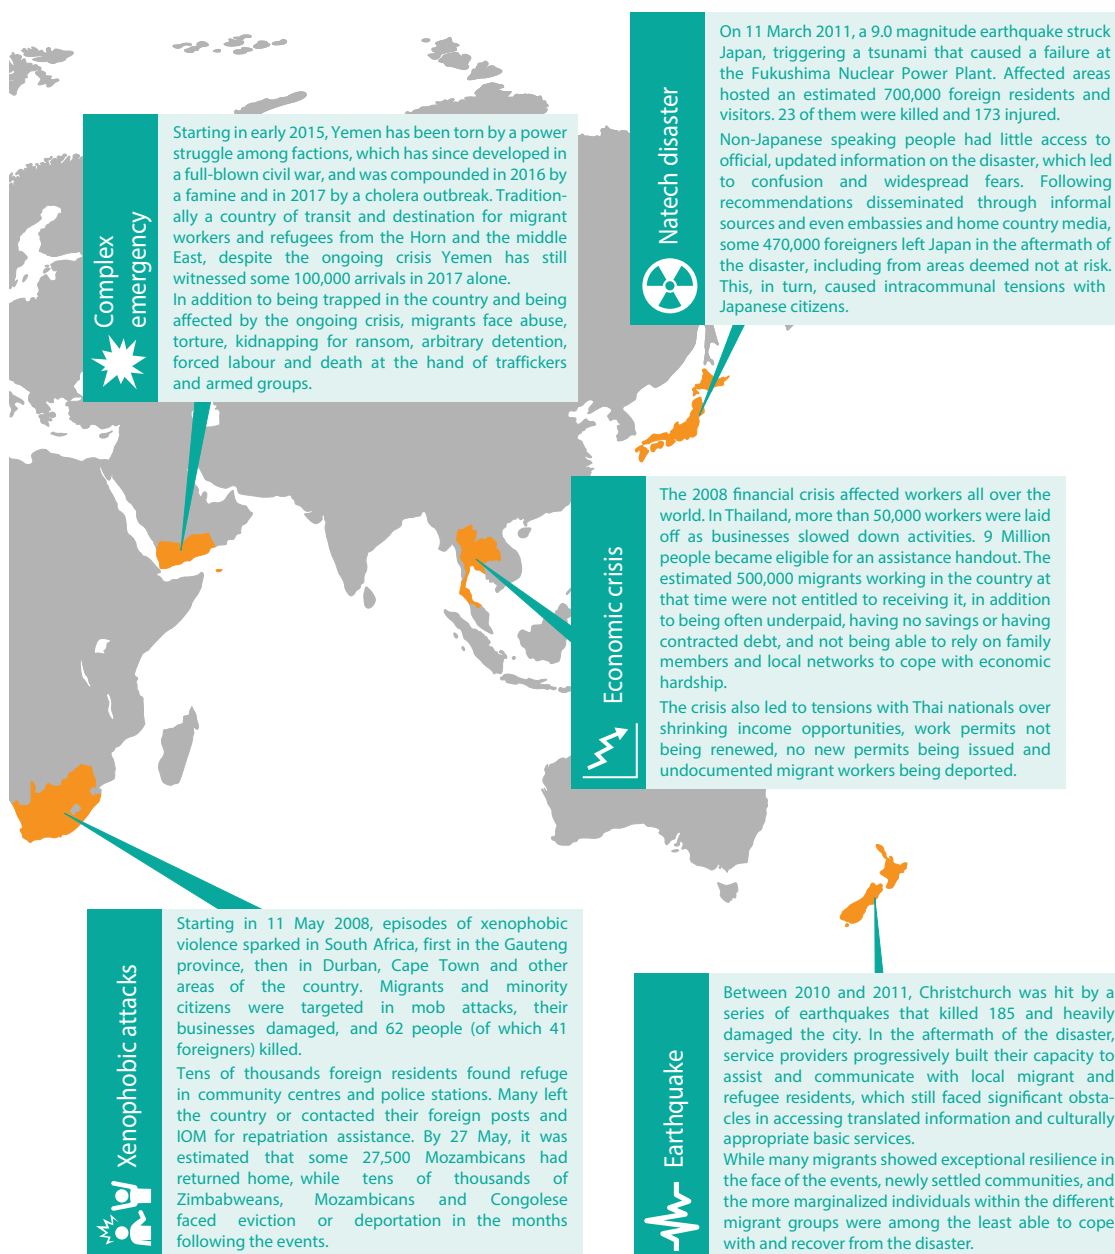 On 11 March 2011, a 9.0 magnitude earthquake struck
Japan, triggering a tsunami that caused a failure at
the Fukushima Nuclear Power Plant. Affected areas
hosted an estimated 700,000 foreign residents and
visitors. 23 of them were killed and 173 injured.
Non-Japanese speaking people had little access to
official, updated information on the disaster, which led
to confusion and widespread fears. Following
recommendations disseminated through informal
sources and even embassies and home country media,
some 470,000 foreigners left Japan in the aftermath of
the disaster, including from areas deemed not at risk.
This, in turn, caused intracommunal tensions with
Japanese citizens.
Natech disaster
Complex
emergency
Starting in early 2015, Yemen has been torn by a power
struggle among factions, which has since developed in
a full-blown civil war, and was compounded in 2016 by
a famine and in 2017 by a cholera outbreak. Tradition-
ally a country of transit and destination for migrant
workers and refugees from the Horn and the middle
East, despite the ongoing crisis Yemen has still
witnessed some 100,000 arrivals in 2017 alone.
In addition to being trapped in the country and being
affected by the ongoing crisis, migrants face abuse,
torture, kidnapping for ransom, arbitrary detention,
forced labour and death at the hand of traffickers
and armed groups.
Economic crisis
The 2008 financial crisis affected workers all over the
world. In Thailand, more than 50,000 workers were laid
off as businesses slowed down activities. 9 Million
people became eligible for an assistance handout. The
estimated 500,000 migrants working in the country at
that time were not entitled to receiving it, in addition
to being often underpaid, having no savings or having
contracted debt, and not being able to rely on family
members and local networks to cope with economic
hardship.
The crisis also led to tensions with Thai nationals over
shrinking income opportunities, work permits not
being renewed, no new permits being issued and
undocumented migrant workers being deported.
Xenophobic attacks
Starting in 11 May 2008, episodes of xenophobic
violence sparked in South Africa, first in the Gauteng
province, then in Durban, Cape Town and other
areas of the country. Migrants and minority
citizens were targeted in mob attacks, their
businesses damaged, and 62 people (of which 41
foreigners) killed.
Tens of thousands foreign residents found refuge
in community centres and police stations. Many left
the country or contacted their foreign posts and
IOM for repatriation assistance. By 27 May, it was
estimated that some 27,500 Mozambicans had
returned home, while tens of thousands of
Zimbabweans, Mozambicans and Congolese
faced eviction or deportation in the months
following the events.
Earthquake
Between 2010 and 2011, Christchurch was hit by a
series of earthquakes that killed 185 and heavily
damaged the city. In the aftermath of the disaster,
service providers progressively built their capacity to
assist and communicate with local migrant and
refugee residents, which still faced significant obsta-
cles in accessing translated information and culturally
appropriate basic services.
While many migrants showed exceptional resilience in
the face of the events, newly settled communities, and
the more marginalized individuals within the different
migrant groups were among the least able to cope
with and recover from the disaster.